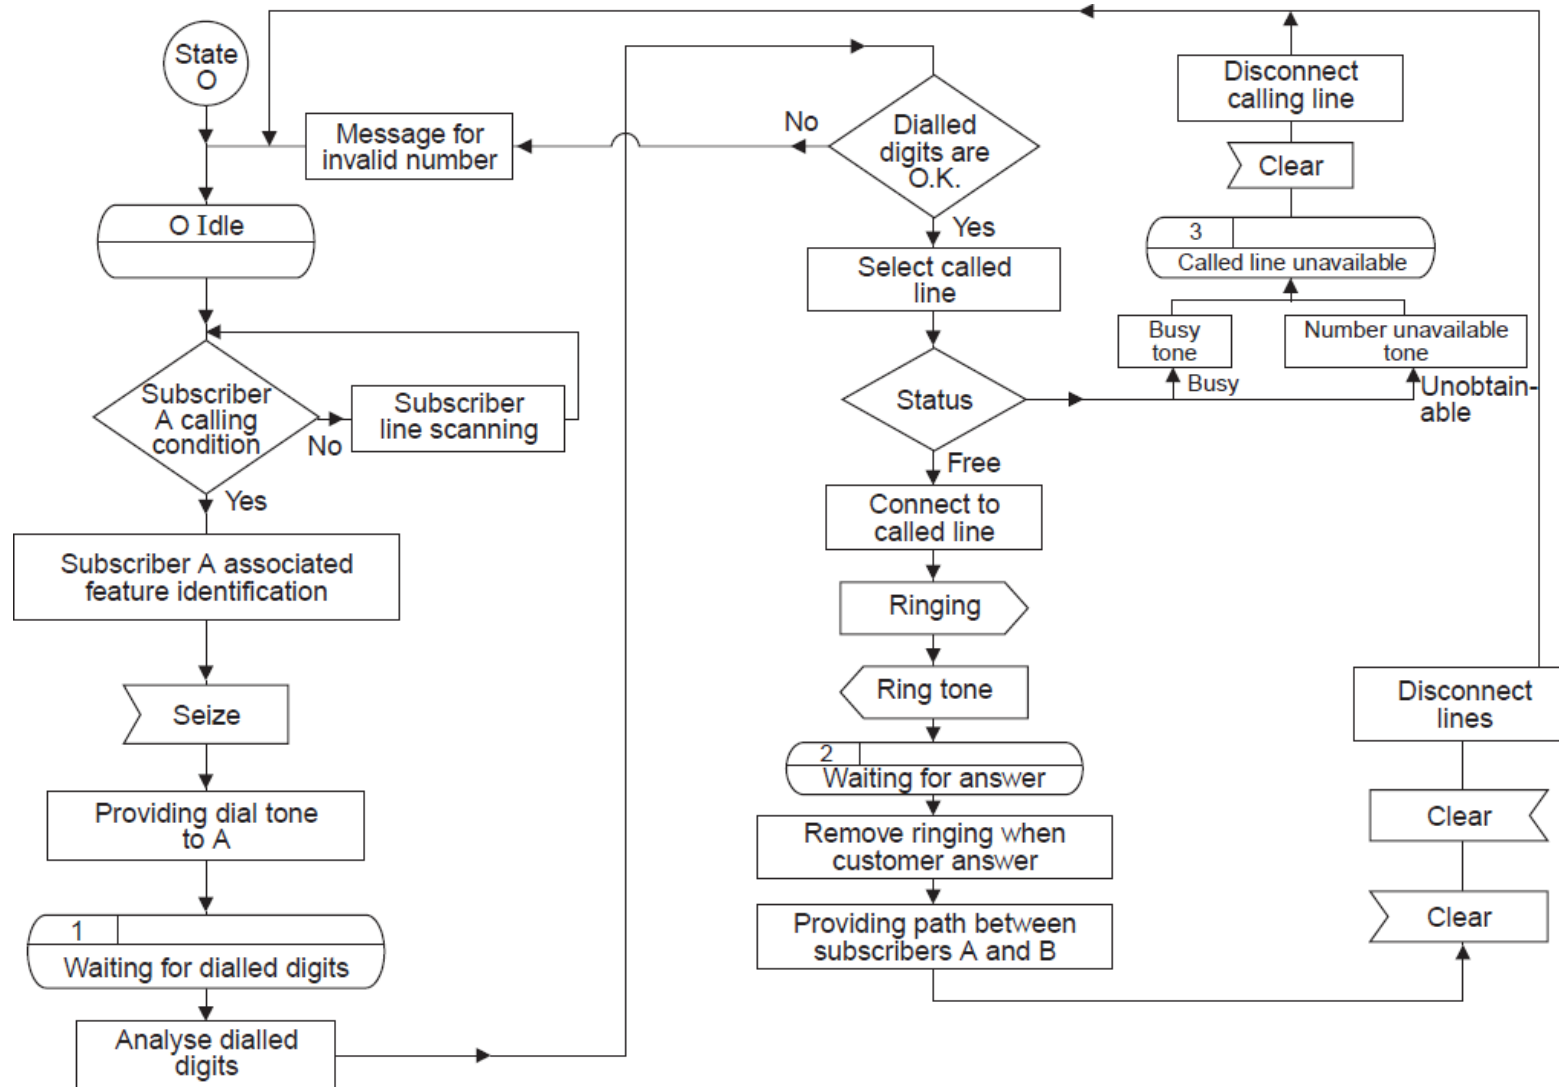 State
O
Message for
invalid number
O Idle
Subscriber
A calling
condition
No
Subscriber
line scanning
Yes
Subscriber A associated
feature identification
Seize
Providing dial tone
to A
1
Waiting for dialled digits
Analyse dialled
digits
No
Dialled
digits are
O.K.
Yes
Select called
line
Status
Free
Connect to
called line
Ringing
Ring tone
2
Waiting for answer
Remove ringing when
customer answer
Providing path between
subscribers A and B
Disconnect
calling line
Clear
3
Called line unavailable
Busy
tone
Number unavailable
tone
Busy
Unobtain-
able
Disconnect
lines
Clear
Clear